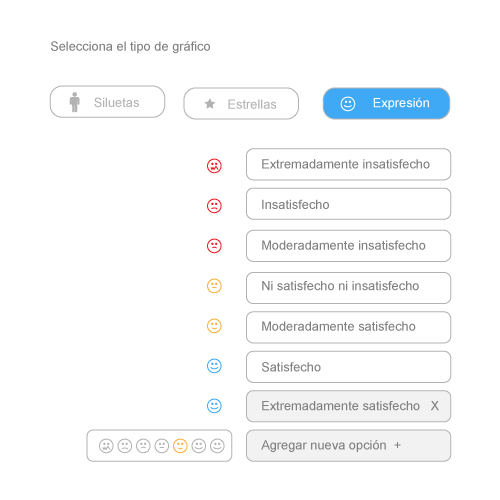 Selecciona el tipo de gráfico
Siluetas
Estrellas
Expresión
Extremadamente insatisfecho
Insatisfecho
Moderadamente insatisfecho
Ni satisfecho ni insatisfecho
Moderadamente satisfecho
Satisfecho
Extremadamente satisfecho X
Agregar nueva opción +